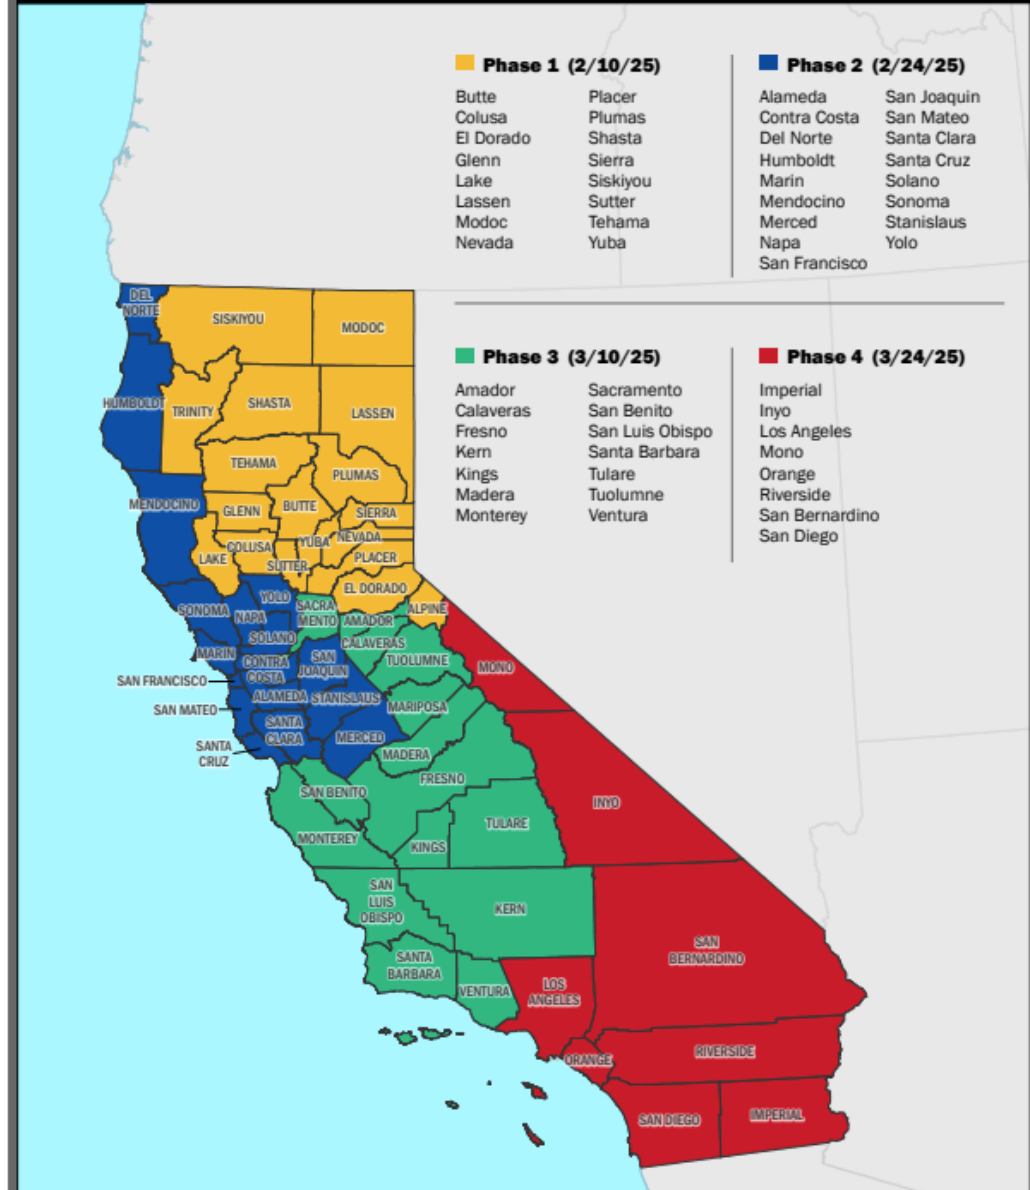 Phase 1 (2/10/25)
Butte
Colusa
El Dorado
Glenn
Lake
Lassen
Modoc
Nevada
Placer
Plumas
Shasta
Sierra
Siskiyou
Sutter
Tehama
Yuba
Phase 2 (2/24/25)
Alameda
Contra Costa
Del Norte
Humboldt
Marin
Mendocino
Merced
Napa
San Francisco
San Joaquin
San Mateo
Santa Clara
Santa Cruz
Solano
Sonoma
Stanislaus
Yolo
Phase 3 (3/10/25)
Amador
Calaveras
Fresno
Kern
Kings
Madera
Monterey
Sacramento
San Benito
San Luis Obispo
Santa Barbara
Tulare
Tuolumne
Ventura
Phase 4 (3/24/25)
Imperial
Inyo
Los Angeles
Mono
Orange
Riverside
San Bernardino
San Diego
DEL
NORTE
SISKIYOU
MODOC
HUMBOLDT
TRINITY
SHASTA
LASSEN
TEHAMA
PLUMAS
MENDOCINO
GLENN
BUTTE
SIERRA
LAKE
COLUSA
SUTTER
YUBA
NEVADA
PLACER
EL DORADO
ALPINE
SONOMA
NAPA
YOLO
SACRA
MENTO
AMADOR
SOLANO
CALAVERAS
MARIN
CONTRA
COSTA
SAN
JOAQUIN
TUOLUMNE
MONO
SAN FRANCISCO
ALAMEDA
STANISLAUS
MARIPOSA
SAN MATEO
SANTA
CLARA
MERCED
SANTA
CRUZ
MADERA
FRESNO
SAN BENITO
INYO
MONTEREY
KINGS
TULARE
SAN
LUIS
OBISPO
KERN
SANTA
BARBARA
VENTURA
LOS
ANGELES
SAN
BERNARDINO
ORANGE
RIVERSIDE
SAN DIEGO
IMPERIAL